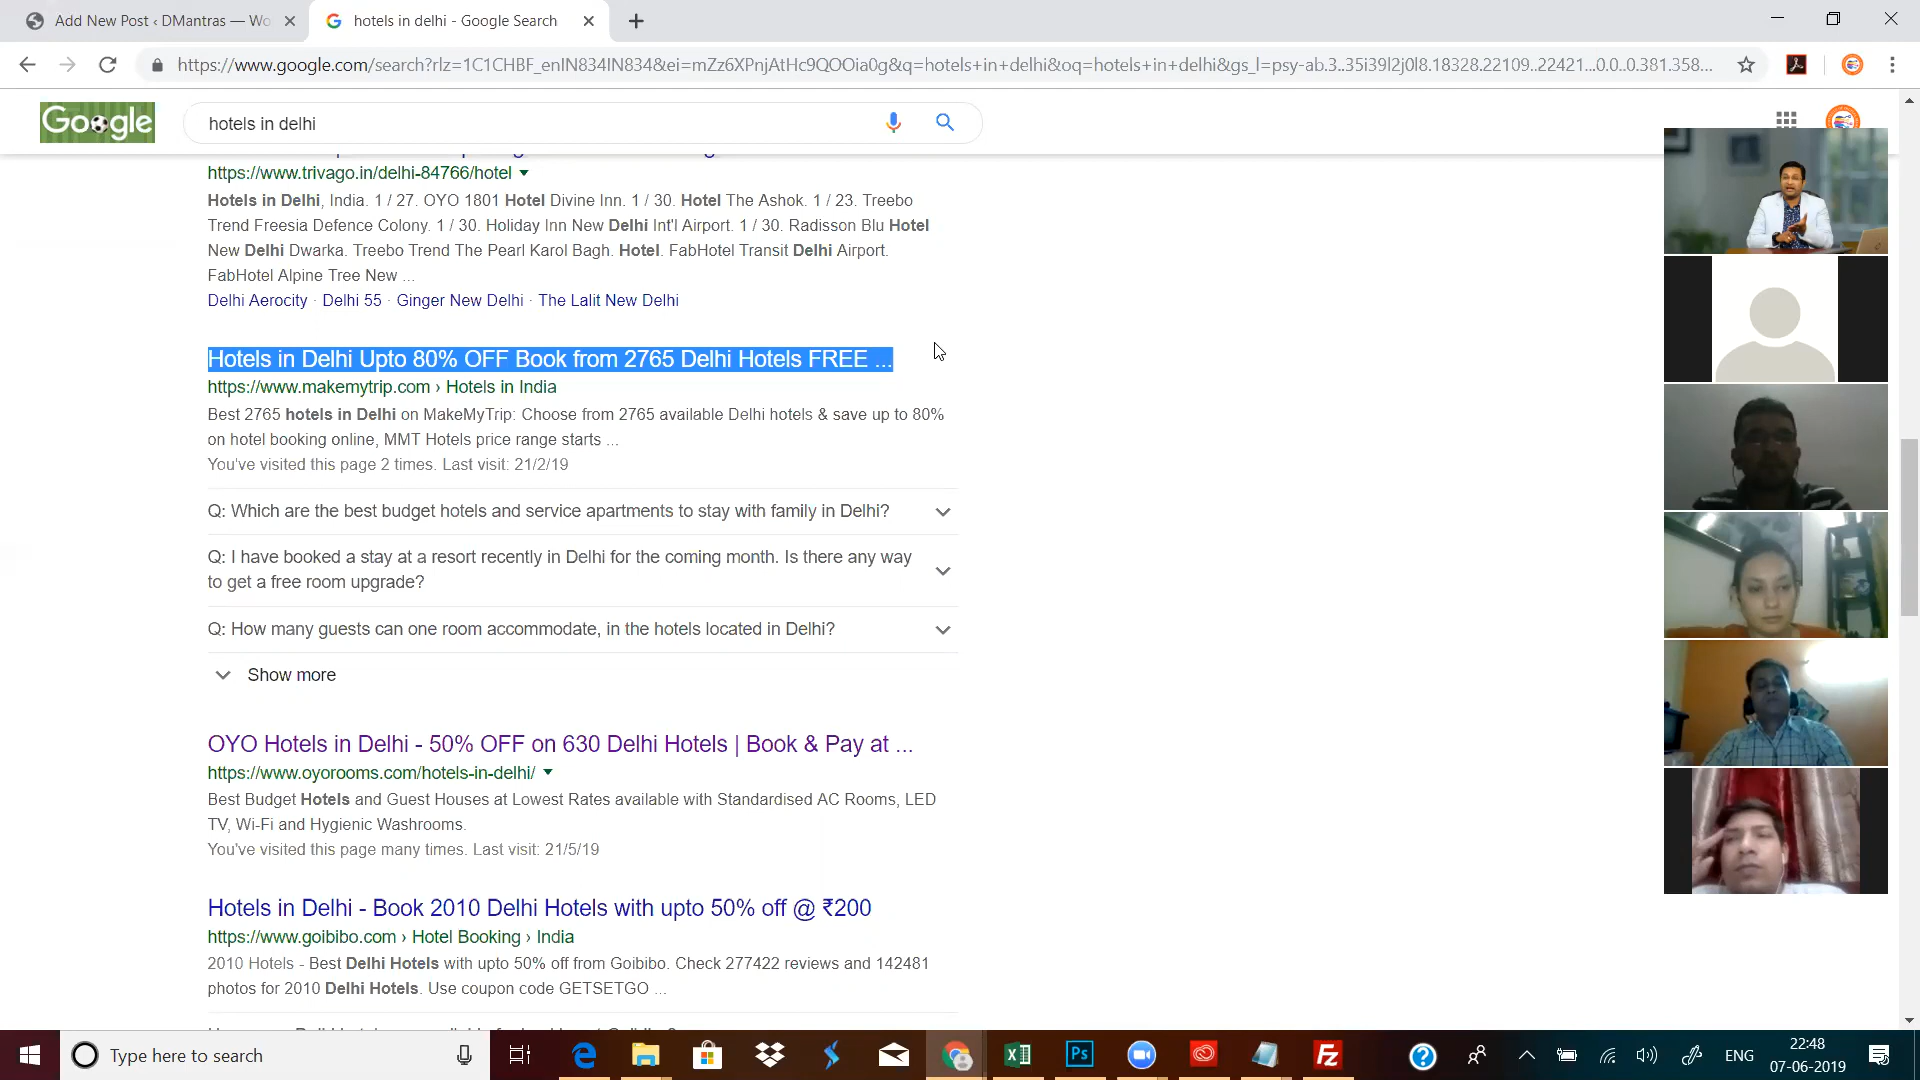 Add New Post ‹ DMantras — Wo
hotels in delhi - Google Search
https://www.google.com/search?rlz=1C1CHBF_enIN834IN834&ei=mZz6XPnjAtHc9QOOia0g&q=hotels+in+delhi&oq=hotels+in+delhi&gs_l=psy-ab.3..35i39l2j0l8.18328.22109..22421...0.0..0.381.358...
Google
hotels in delhi
https://www.trivago.in/delhi-84766/hotel
Hotels in Delhi, India. 1 / 27. OYO 1801 Hotel Divine Inn. 1 / 30. Hotel The Ashok. 1 / 23. Treebo
Trend Freesia Defence Colony. 1 / 30. Holiday Inn New Delhi Int'l Airport. 1 / 30. Radisson Blu Hotel
New Delhi Dwarka. Treebo Trend The Pearl Karol Bagh. Hotel. FabHotel Transit Delhi Airport.
FabHotel Alpine Tree New ...
Delhi Aerocity · Delhi 55 · Ginger New Delhi · The Lalit New Delhi
Hotels in Delhi Upto 80% OFF Book from 2765 Delhi Hotels FREE ...
https://www.makemytrip.com › Hotels in India
Best 2765 hotels in Delhi on MakeMyTrip: Choose from 2765 available Delhi hotels & save up to 80%
on hotel booking online, MMT Hotels price range starts ...
You've visited this page 2 times. Last visit: 21/2/19
Q: Which are the best budget hotels and service apartments to stay with family in Delhi?
Q: I have booked a stay at a resort recently in Delhi for the coming month. Is there any way
to get a free room upgrade?
Q: How many guests can one room accommodate, in the hotels located in Delhi?
Show more
OYO Hotels in Delhi - 50% OFF on 630 Delhi Hotels | Book & Pay at ...
https://www.oyorooms.com/hotels-in-delhi/
Best Budget Hotels and Guest Houses at Lowest Rates available with Standardised AC Rooms, LED
TV, Wi-Fi and Hygienic Washrooms.
You've visited this page many times. Last visit: 21/5/19
Hotels in Delhi - Book 2010 Delhi Hotels with upto 50% off @ ₹200
https://www.goibibo.com › Hotel Booking › India
2010 Hotels - Best Delhi Hotels with upto 50% off from Goibibo. Check 277422 reviews and 142481
photos for 2010 Delhi Hotels. Use coupon code GETSETGO ...
Type here to search
Ps
Fz
ENG
22:48
07-06-2019